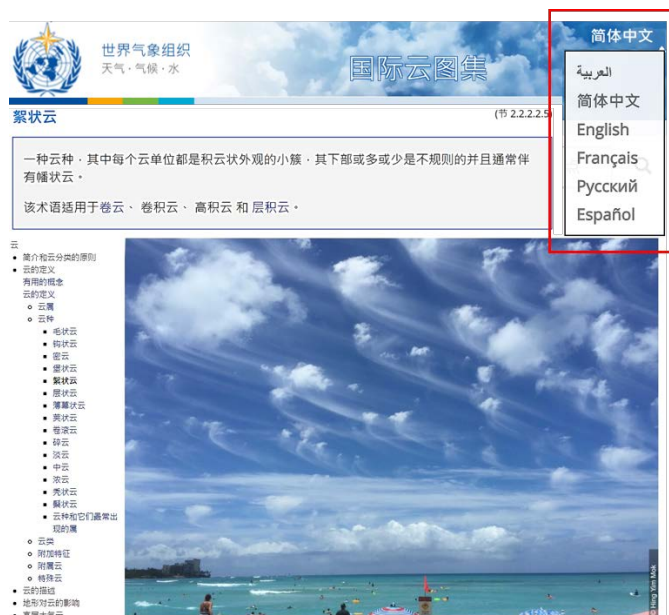 世界气象组织
天气 · 气候 · 水
国际云图集
简体中文
العربية
简体中文
English
Français
Русский
Español
絮状云
(节 2.2.2.2.5)
一种云种，其中每个云单位都是积云状外观的小簇，其下部或多或少是不规则的并且通常伴
有幡状云。
该术语适用于卷云、 卷积云、 高积云 和 层积云。
云
简介和云分类的原则
云的定义
有用的概念
云的定义
云属
云种
毛状云
钩状云
密云
堡状云
絮状云
层状云
薄幕状云
荚状云
卷滚云
碎云
淡云
中云
浓云
秃状云
鬃状云
云种和它们最常出
现的属
云类
附加特征
附属云
特殊云
云的描述
地形对云的影响
Yim Mok